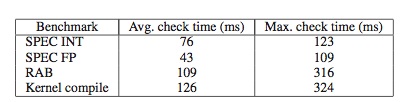 Benchmark Avg. check time (ms) Max. check time (ms)
SPEC INT 76 123
SPEC FP 43 109
RAB 109 316
Kernel compile 126 324